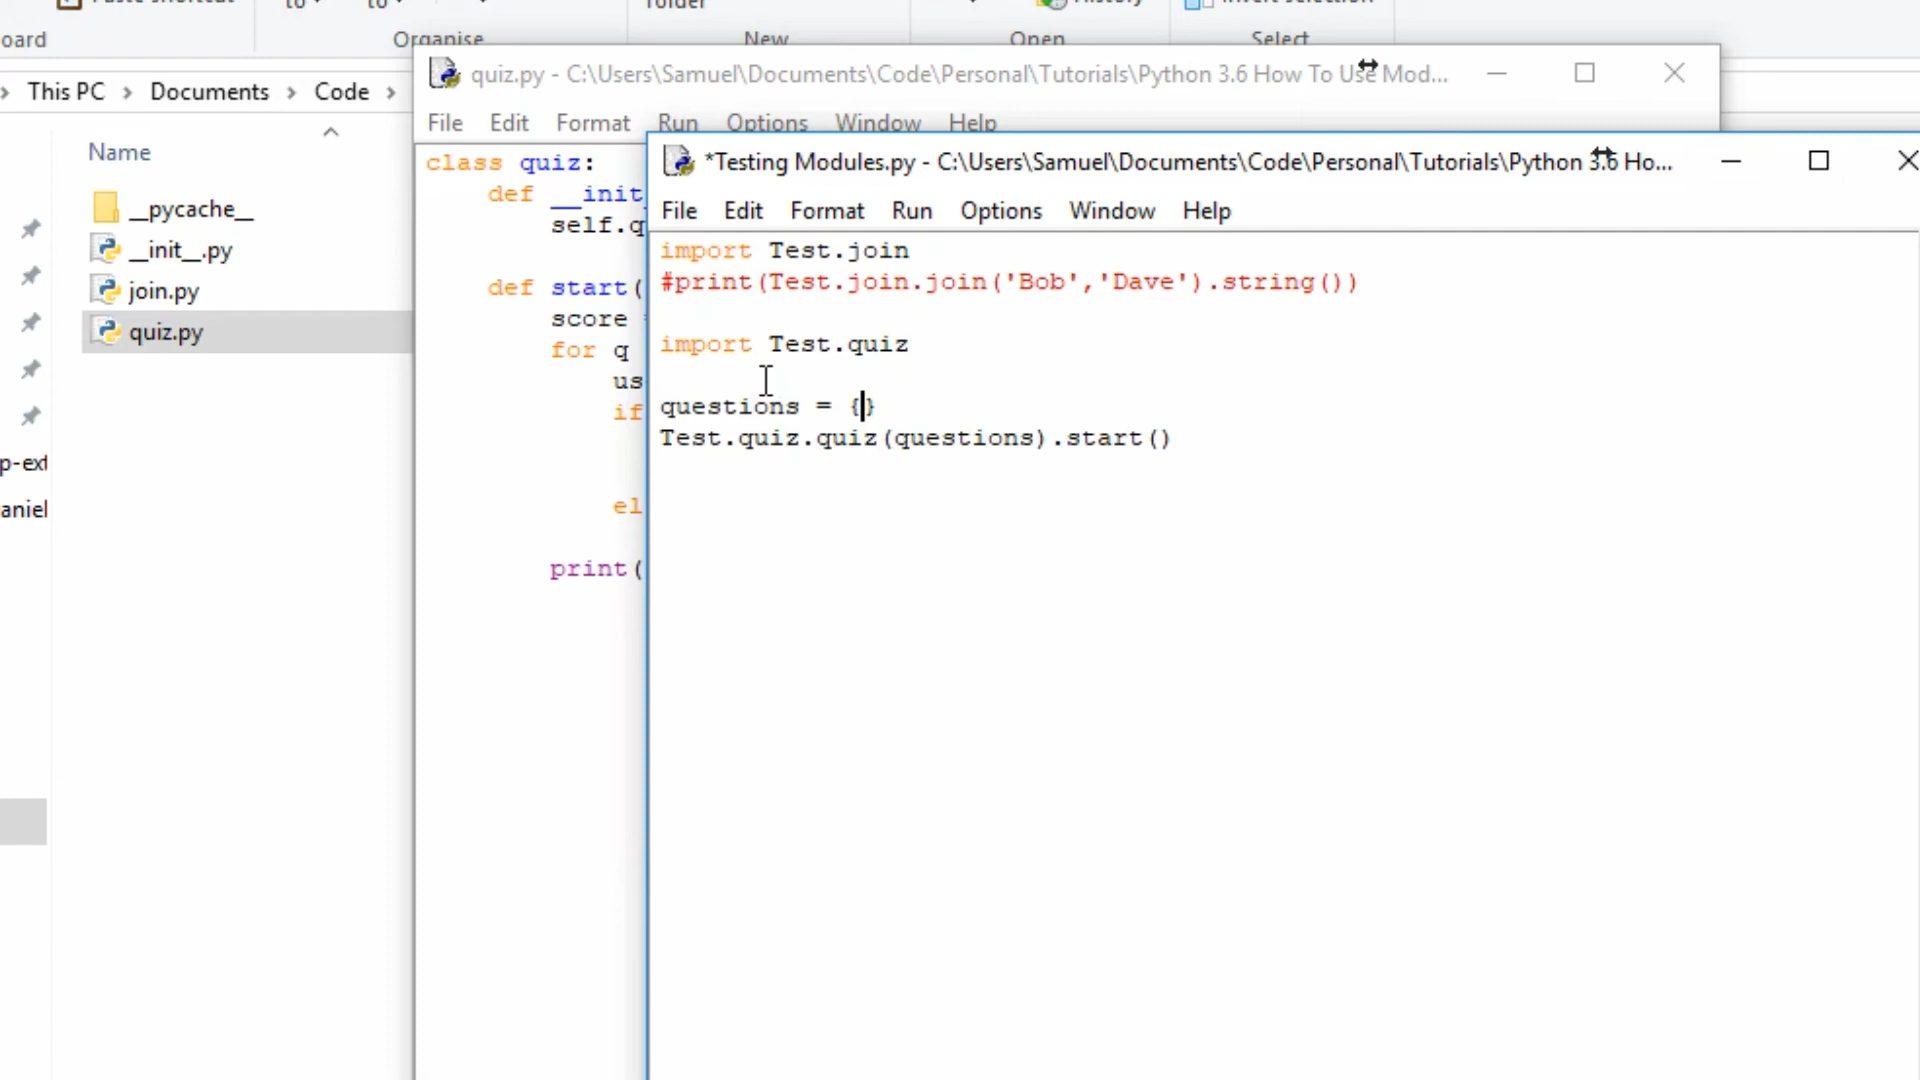 to to
folder
History
oard Organise New Open Select
This PC > Documents > Code >
Name
__pycache__
__init__.py
join.py
quiz.py
p-ext
aniel
quiz.py - C:\Users\Samuel\Documents\Code\Personal\Tutorials\Python 3.6 How To Use Mod...
File Edit Format Run Options Window Help
class quiz:
def __init
self.q
def start(
score
for q
us
if
el
print(
*Testing Modules.py - C:\Users\Samuel\Documents\Code\Personal\Tutorials\Python 3.6 Ho...
File Edit Format Run Options Window Help
import Test.join
#print(Test.join.join('Bob','Dave').string())
import Test.quiz
questions = {}
Test.quiz.quiz(questions).start()